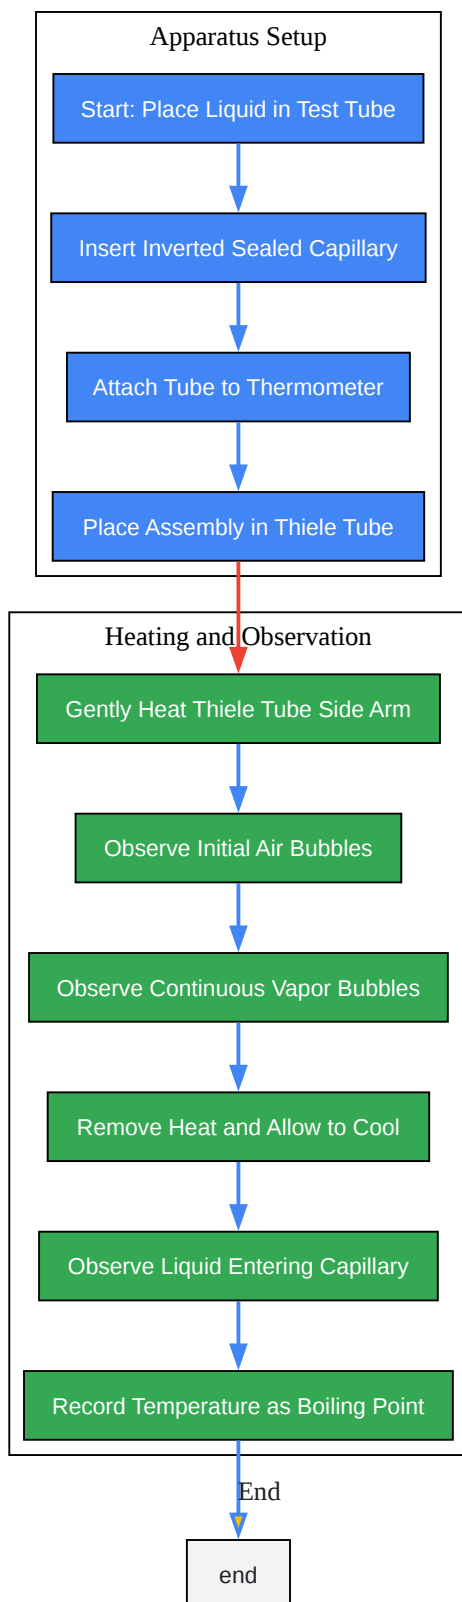 Apparatus Setup
Start: Place Liquid in Test Tube
Insert Inverted Sealed Capillary
Attach Tube to Thermometer
Place Assembly in Thiele Tube
Heating and Observation
Gently Heat Thiele Tube Side Arm
Observe Initial Air Bubbles
Observe Continuous Vapor Bubbles
Remove Heat and Allow to Cool
Observe Liquid Entering Capillary
Record Temperature as Boiling Point
End
end